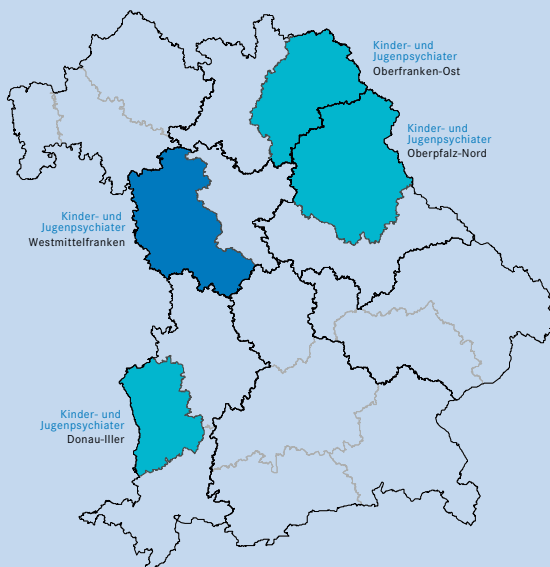 Kinder- und
Jugenpsychiater
Oberfranken-Ost
Kinder- und
Jugenpsychiater
Oberpfalz-Nord
Kinder- und
Jugenpsychiater
Westmittelfranken
Kinder- und
Jugenpsychiater
Donau-Iller